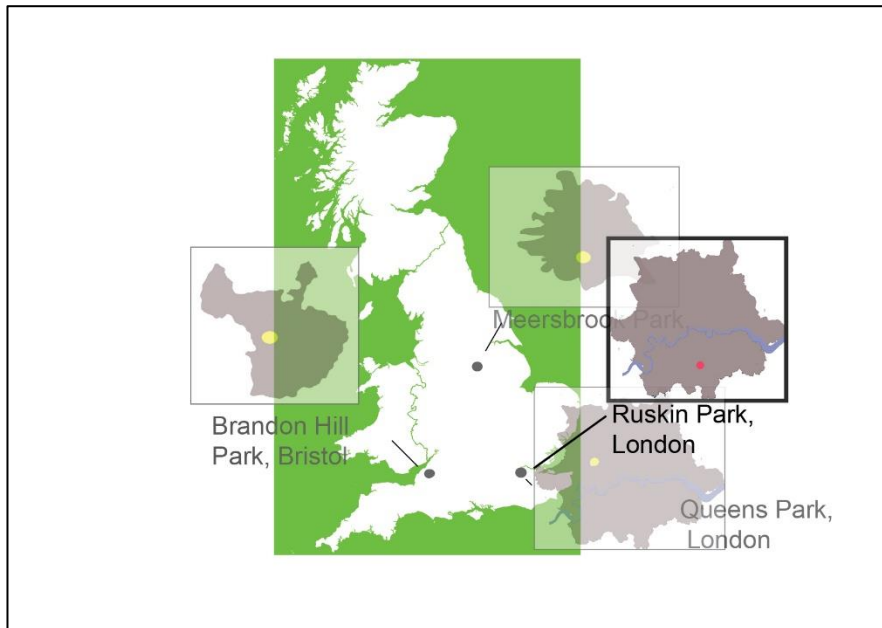 Meersbrook Park
Ruskin Park,
London
Brandon Hill
Park, Bristol
Queens Park,
London